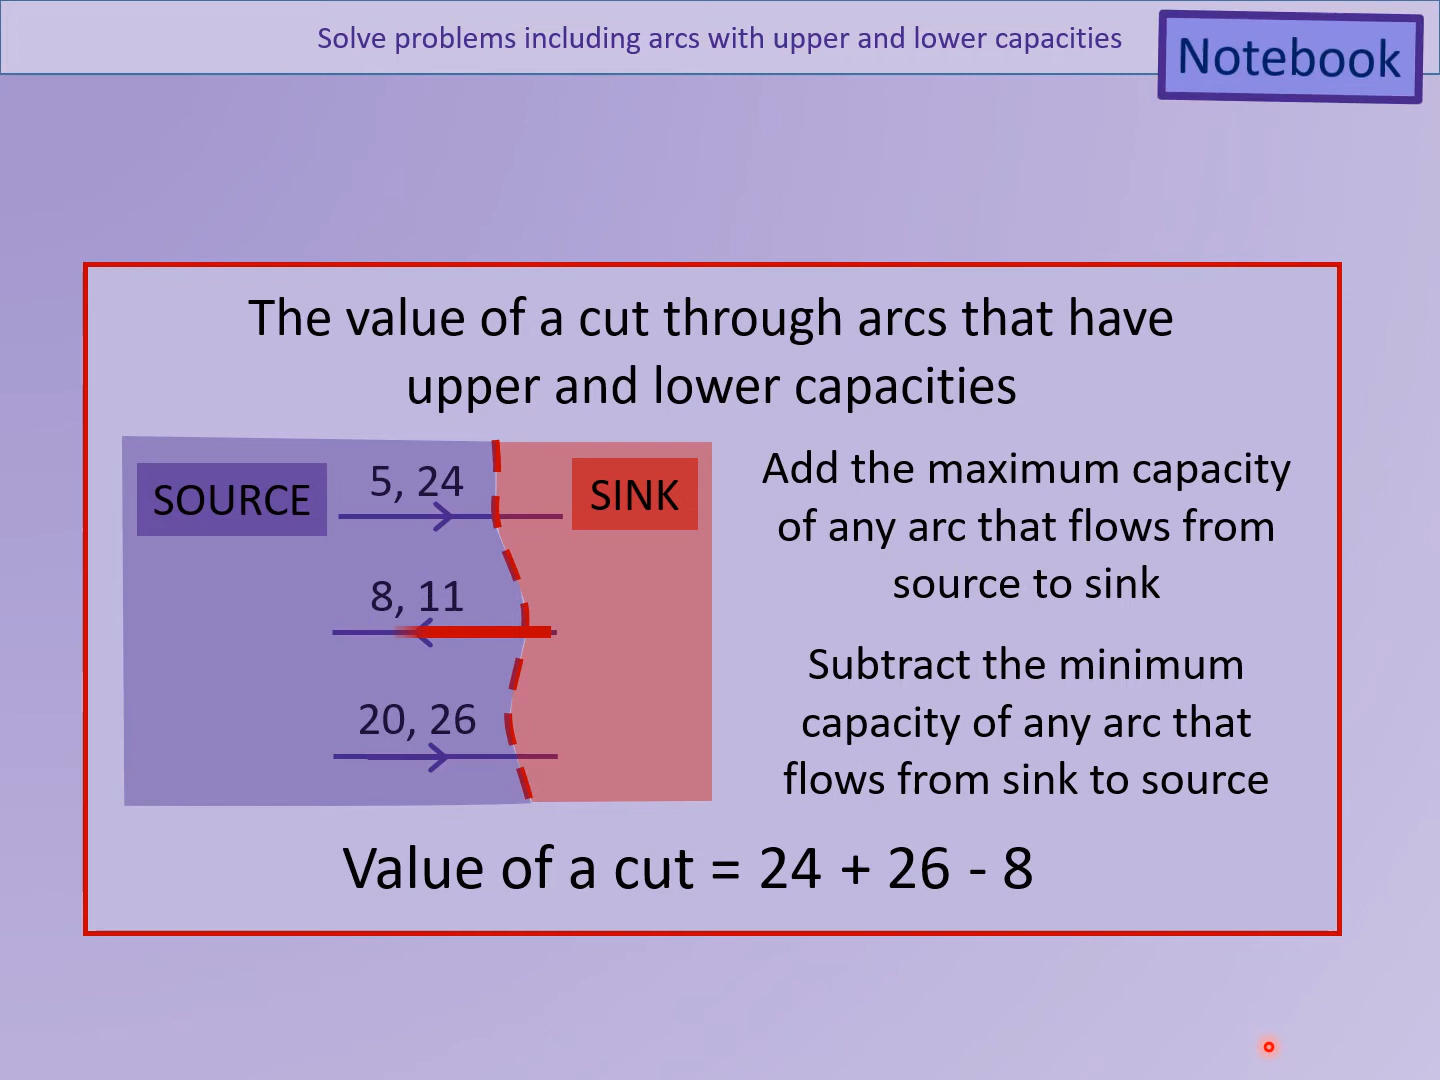 Solve problems including arcs with upper and lower capacities
Notebook
The value of a cut through arcs that have
upper and lower capacities
SOURCE
5, 24
SINK
8, 11
20, 26
Add the maximum capacity
of any arc that flows from
source to sink
Subtract the minimum
capacity of any arc that
flows from sink to source
Value of a cut = 24 + 26 - 8